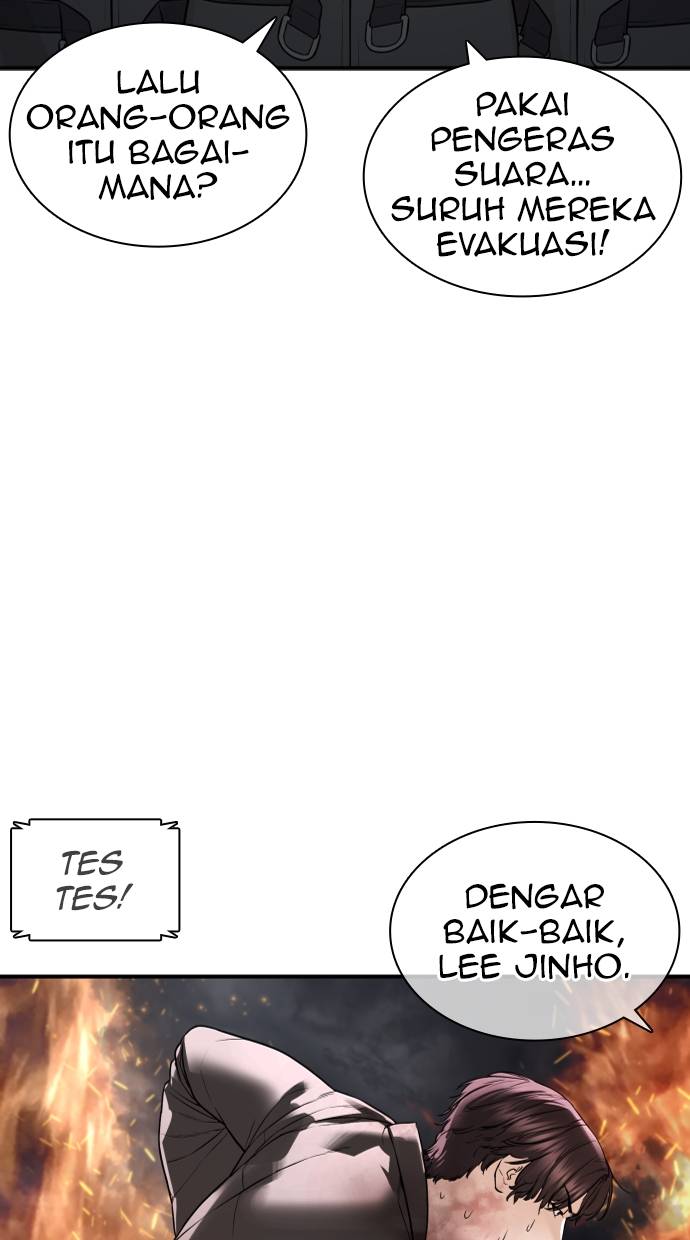 LALU
ORANG-ORANG
ITU BAGAI-
MANA?
PAKAI
PENGERAS
SUARA...
SURUH MEREKA
EVAKUASI!
TES
TES!
DENGAR
BAIK-BAIK,
LEE JINHO.